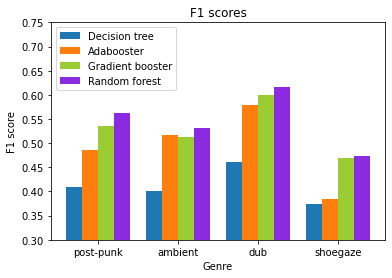 F1 scores
0.75
0.70
0.65
0.60
0.55
0.50
0.45
0.40
0.35
0.30
F1 score
Decision tree
Adabooster
Gradient booster
Random forest
post-punk ambient dub shoegaze
Genre